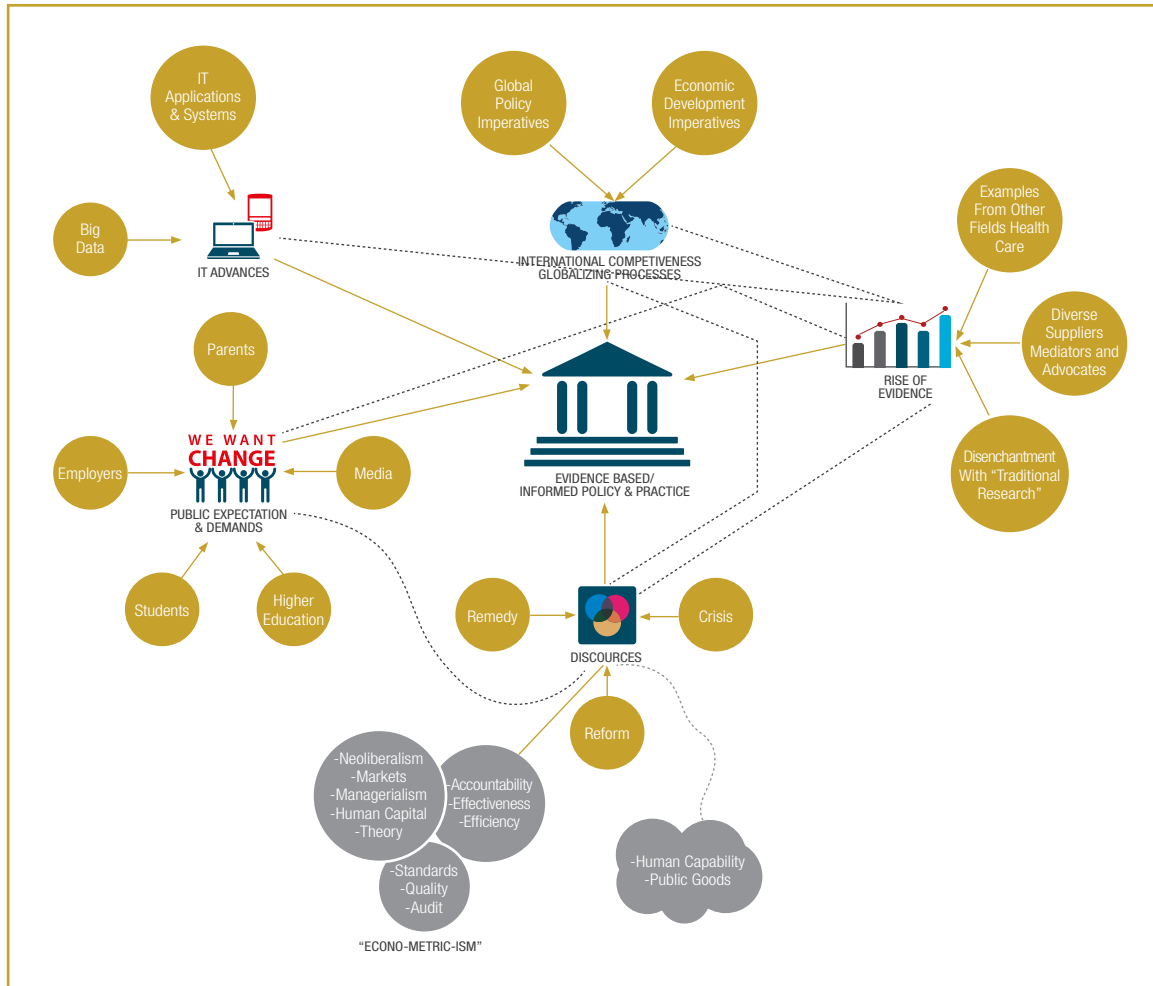 IT
Applications
& Systems
Global
Policy
Imperatives
Economic
Development
Imperatives
Big
Data
IT ADVANCES
INTERNATIONAL COMPETIVENESS
GLOBALIZING PROCESSES
Examples
From Other
Fields Health
Care
Diverse
Suppliers
Mediators and
Advocates
RISE OF
EVIDENCE
Disenchantment
With “Traditional
Research”
Parents
WE WANT
CHANGE
Employers
Media
PUBLIC EXPECTATION
& DEMANDS
Students
Higher
Education
EVIDENCE BASED/
INFORMED POLICY & PRACTICE
Remedy
Crisis
DISCOURCES
Reform
-Neoliberalism
-Markets
-Managerialism
-Human Capital
-Theory
-Accountability
-Effectiveness
-Efficiency
-Standards
-Quality
-Audit
“ECONO-METRIC-ISM”
-Human Capability
-Public Goods